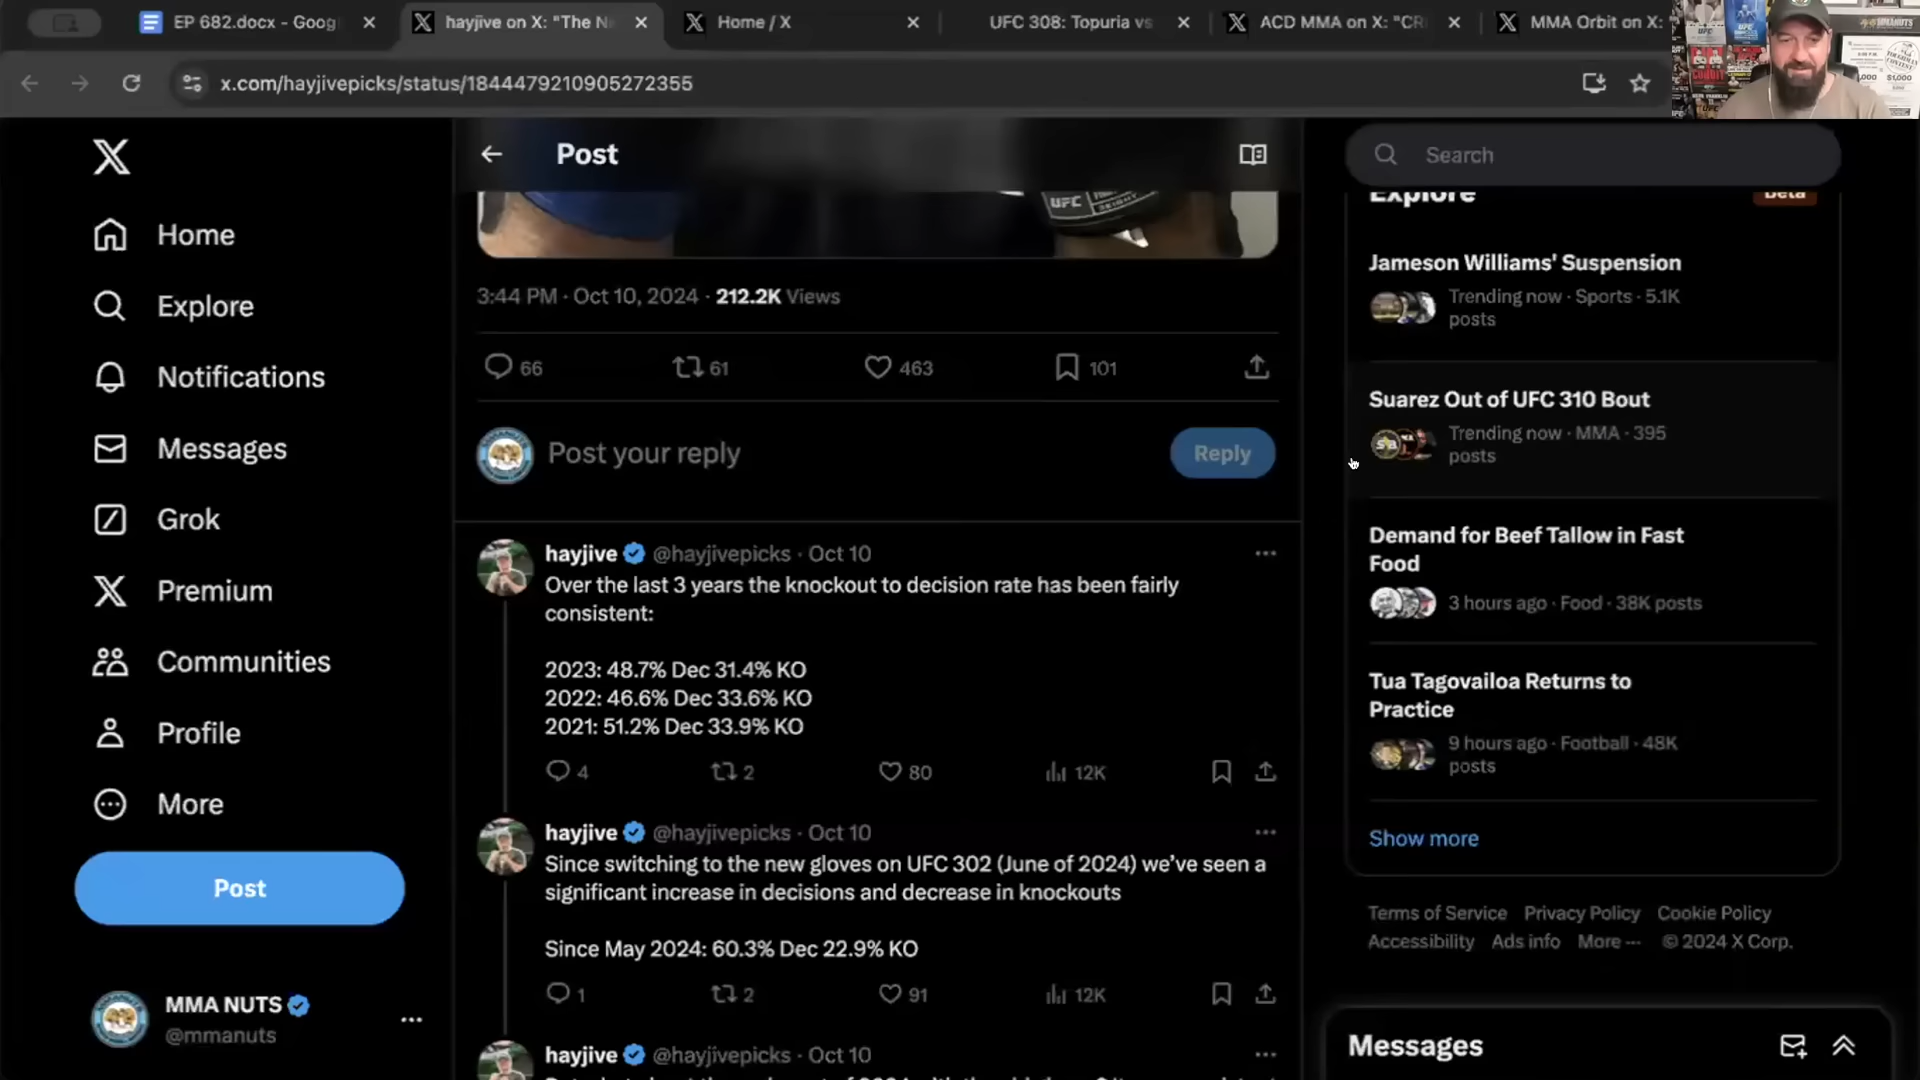 EP 682.docx - Goog
hayjive on X: "The N
Home / X
UFC 308: Topuria vs
ACD MMA on X: "CR
MMA Orbit on X:
x.com/hayjivepicks/status/1844479210905272355
Post
Search
Explore
Beta
UFC
Home
Explore
Notifications
Messages
Grok
Premium
Communities
Profile
More
Post
MMA NUTS
@mmanuts
3:44 PM · Oct 10, 2024 · 212.2K Views
66
61
463
101
Post your reply
Reply
hayjive @hayjivepicks · Oct 10
Over the last 3 years the knockout to decision rate has been fairly
consistent:
2023: 48.7% Dec 31.4% KO
2022: 46.6% Dec 33.6% KO
2021: 51.2% Dec 33.9% KO
4
2
80
12K
hayjive @hayjivepicks · Oct 10
Since switching to the new gloves on UFC 302 (June of 2024) we've seen a
significant increase in decisions and decrease in knockouts
Since May 2024: 60.3% Dec 22.9% KO
1
2
91
12K
hayjive @hayjivepicks · Oct 10
Jameson Williams' Suspension
Trending now · Sports · 5.1K
posts
Suarez Out of UFC 310 Bout
Trending now · MMA · 395
posts
Demand for Beef Tallow in Fast
Food
3 hours ago · Food · 38K posts
Tua Tagovailoa Returns to
Practice
9 hours ago · Football · 48K
posts
Show more
Terms of Service Privacy Policy Cookie Policy
Accessibility Ads info More ··· © 2024 X Corp.
Messages